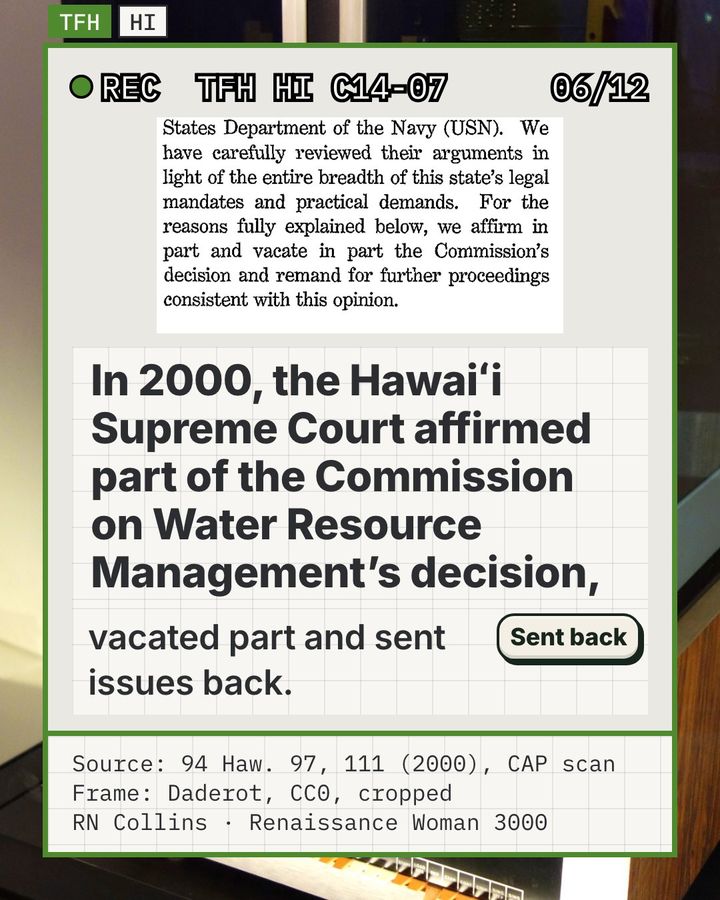 TFH HI
REC TFH HI C14-07 06/12
States Department of the Navy (USN). We
have carefully reviewed their arguments in
light of the entire breadth of this state’s legal
mandates and practical demands. For the
reasons fully explained below, we affirm in
part and vacate in part the Commission’s
decision and remand for further proceedings
consistent with this opinion.
In 2000, the Hawaiʻi
Supreme Court affirmed
part of the Commission
on Water Resource
Management’s decision,
vacated part and sent
issues back.
Sent back
Source: 94 Haw. 97, 111 (2000), CAP scan
Frame: Daderot, CC0, cropped
RN Collins · Renaissance Woman 3000